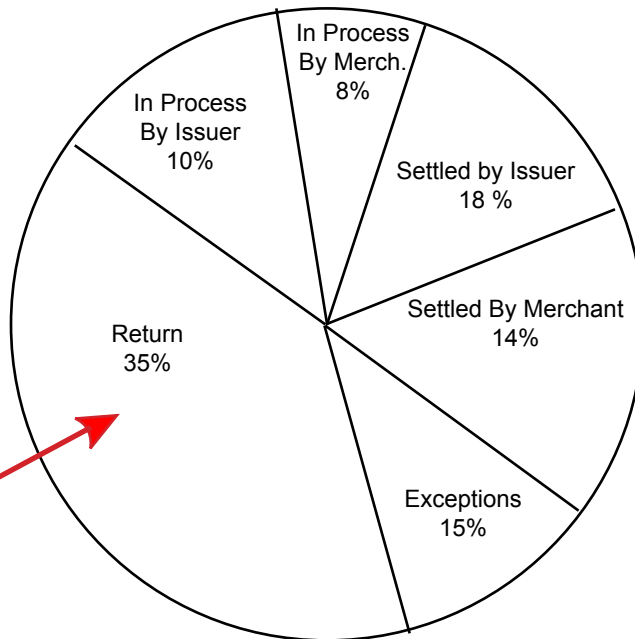 In Process
By Merch.
8%
In Process
By Issuer
10%
Settled by Issuer
18 %
Settled By Merchant
14%
Return
35%
Exceptions
15%